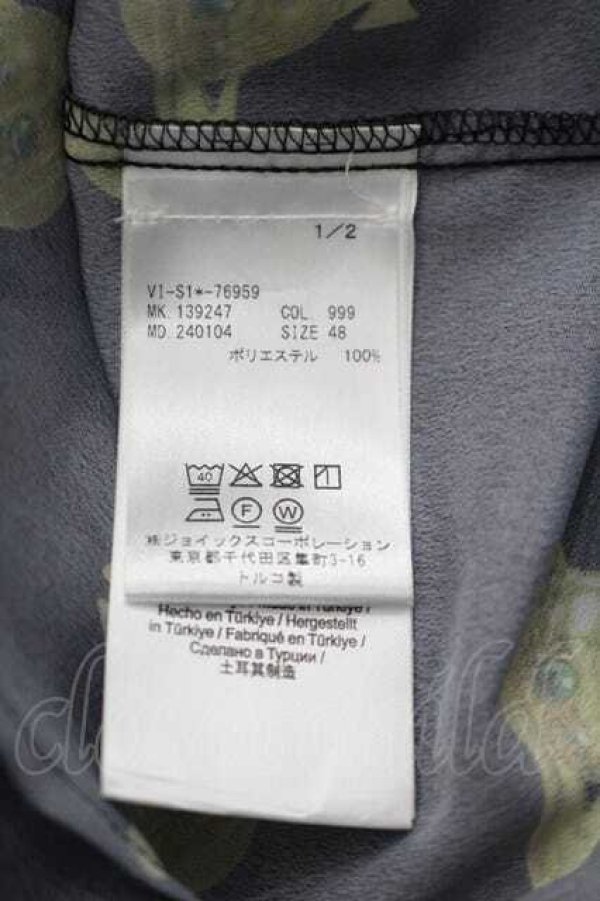 1/2
VI-S1*-76959
MK. 139247 COL 999
MD. 240104 SIZE 48
ポリエステル 100%
40
F W
㈱ジョイックスコーポレーション
東京都千代田区隼町3-16
トルコ製
Hecho en Türkiye / Hergestellt
in Türkiye / Fabriqué en Türkiye /
Сделано в Турции /
土耳其制造